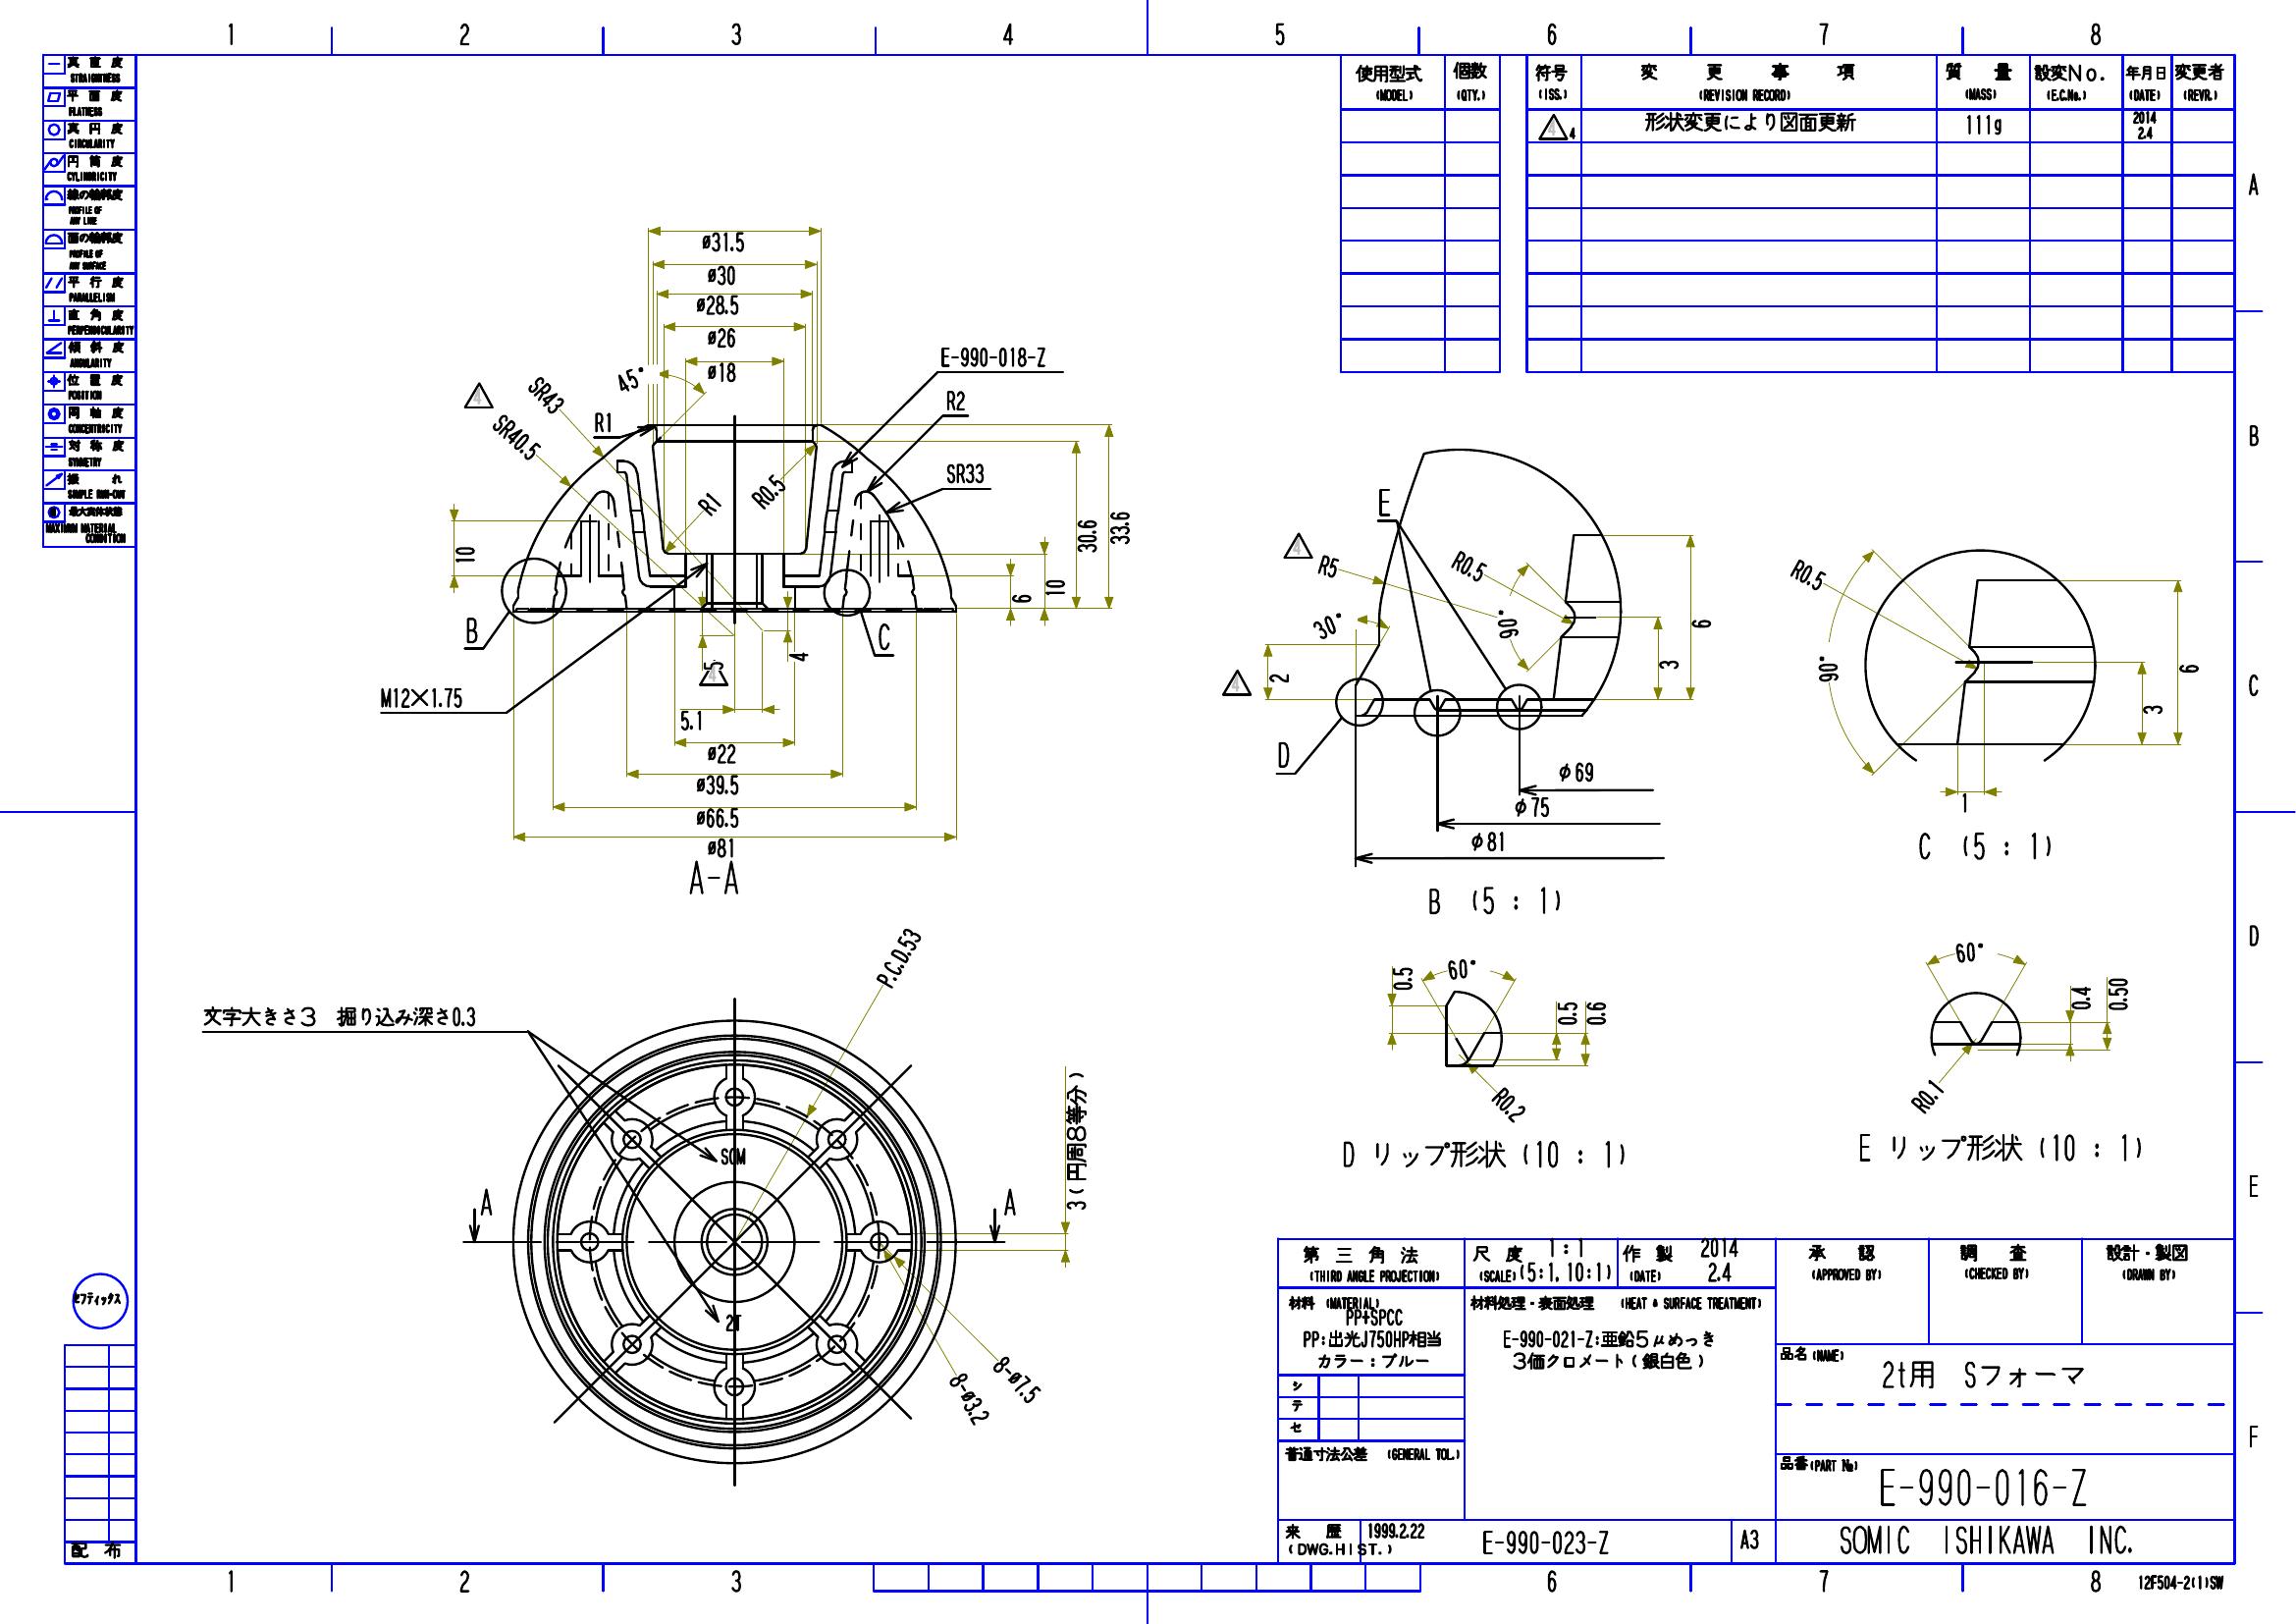 1 2 3 4 5 6 7 8
真直度
STRAIGHTNESS
平面度
FLATNESS
真円度
CIRCULARITY
円筒度
CYLINDRICITY
線の輪郭度
PROFILE OF
ANY LINE
面の輪郭度
PROFILE OF
ANY SURFACE
平行度
PARALLELISM
直角度
PERPENDICULARITY
傾斜度
ANGULARITY
位置度
POSITION
同軸度
CONCENTRICITY
対称度
SYMMETRY
振れ
SIMPLE RUN-OUT
最大実体状態
MAXIMUM MATERIAL
CONDITION
使用型式 個数
(MODEL) (QTY.)
符号 変更事項 質量 設変No. 年月日 変更者
(ISS.) (REVISION RECORD) (MASS) (E.C.No.) (DATE) (REVR.)
4 4 形状変更により図面更新 111g 2014
2.4
A
B
C
D
E
F
ø31.5
ø30
ø28.5
ø26
ø18
45°
E-990-018-Z
R2
SR33
4
SR43
SR40.5
R1
R1
R0.5
10
30.6
33.6
6
10
B
C
M12×1.75
5
4
4
5.1
ø22
ø39.5
ø66.5
ø81
A-A
E
4
R5
R0.5
30°
90°
2
4
3
6
D
φ69
φ75
φ81
B (5 : 1)
R0.5
90°
3
6
1
C (5 : 1)
0.5
60°
0.5
0.6
R0.2
D リップ形状 (10 : 1)
60°
0.4
0.50
R0.1
E リップ形状 (10 : 1)
文字大きさ3 掘り込み深さ0.3
P.C.D.53
3(円周8等分)
SOM
2T
A
A
8-ø7.5
8-ø3.2
セフティックス
配布
第三角法
(THIRD ANGLE PROJECTION)
尺度 1:1
(SCALE) (5:1, 10:1)
作製 2014
(DATE) 2.4
承認
(APPROVED BY)
調査
(CHECKED BY)
設計・製図
(DRAWN BY)
材料 (MATERIAL)
PP+SPCC
PP:出光J750HP相当
カラー:ブルー
材料処理・表面処理 (HEAT & SURFACE TREATMENT)
E-990-021-Z:亜鉛5μめっき
3価クロメート(銀白色)
シ
テ
セ
普通寸法公差 (GENERAL TOL.)
品名(NAME)
2t用 Sフォーマ
品番(PART №)
E-990-016-Z
来歴 1999.2.22
(DWG.HIST.)
E-990-023-Z
A3
SOMIC ISHIKAWA INC.
1 2 3 6 7 8
12F504-2(1)SW